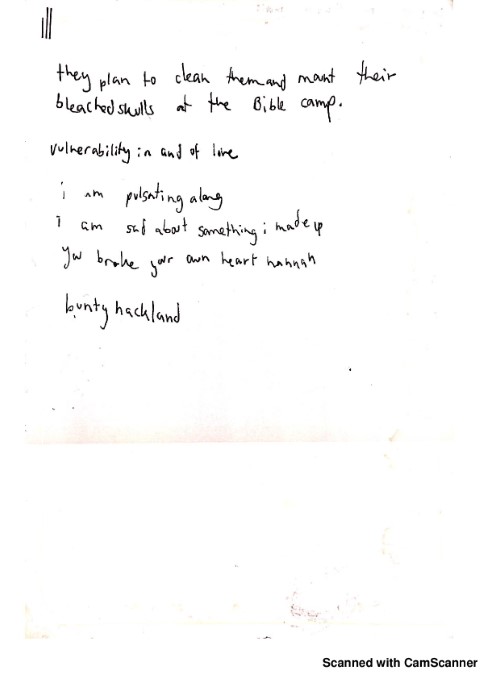 they plan to clean them and mount their
bleached skulls at the Bible camp.
vulnerability in and of love
i am pulsating along
i am sad about something i made up
You broke your own heart hannah
bunty hackland
Scanned with CamScanner